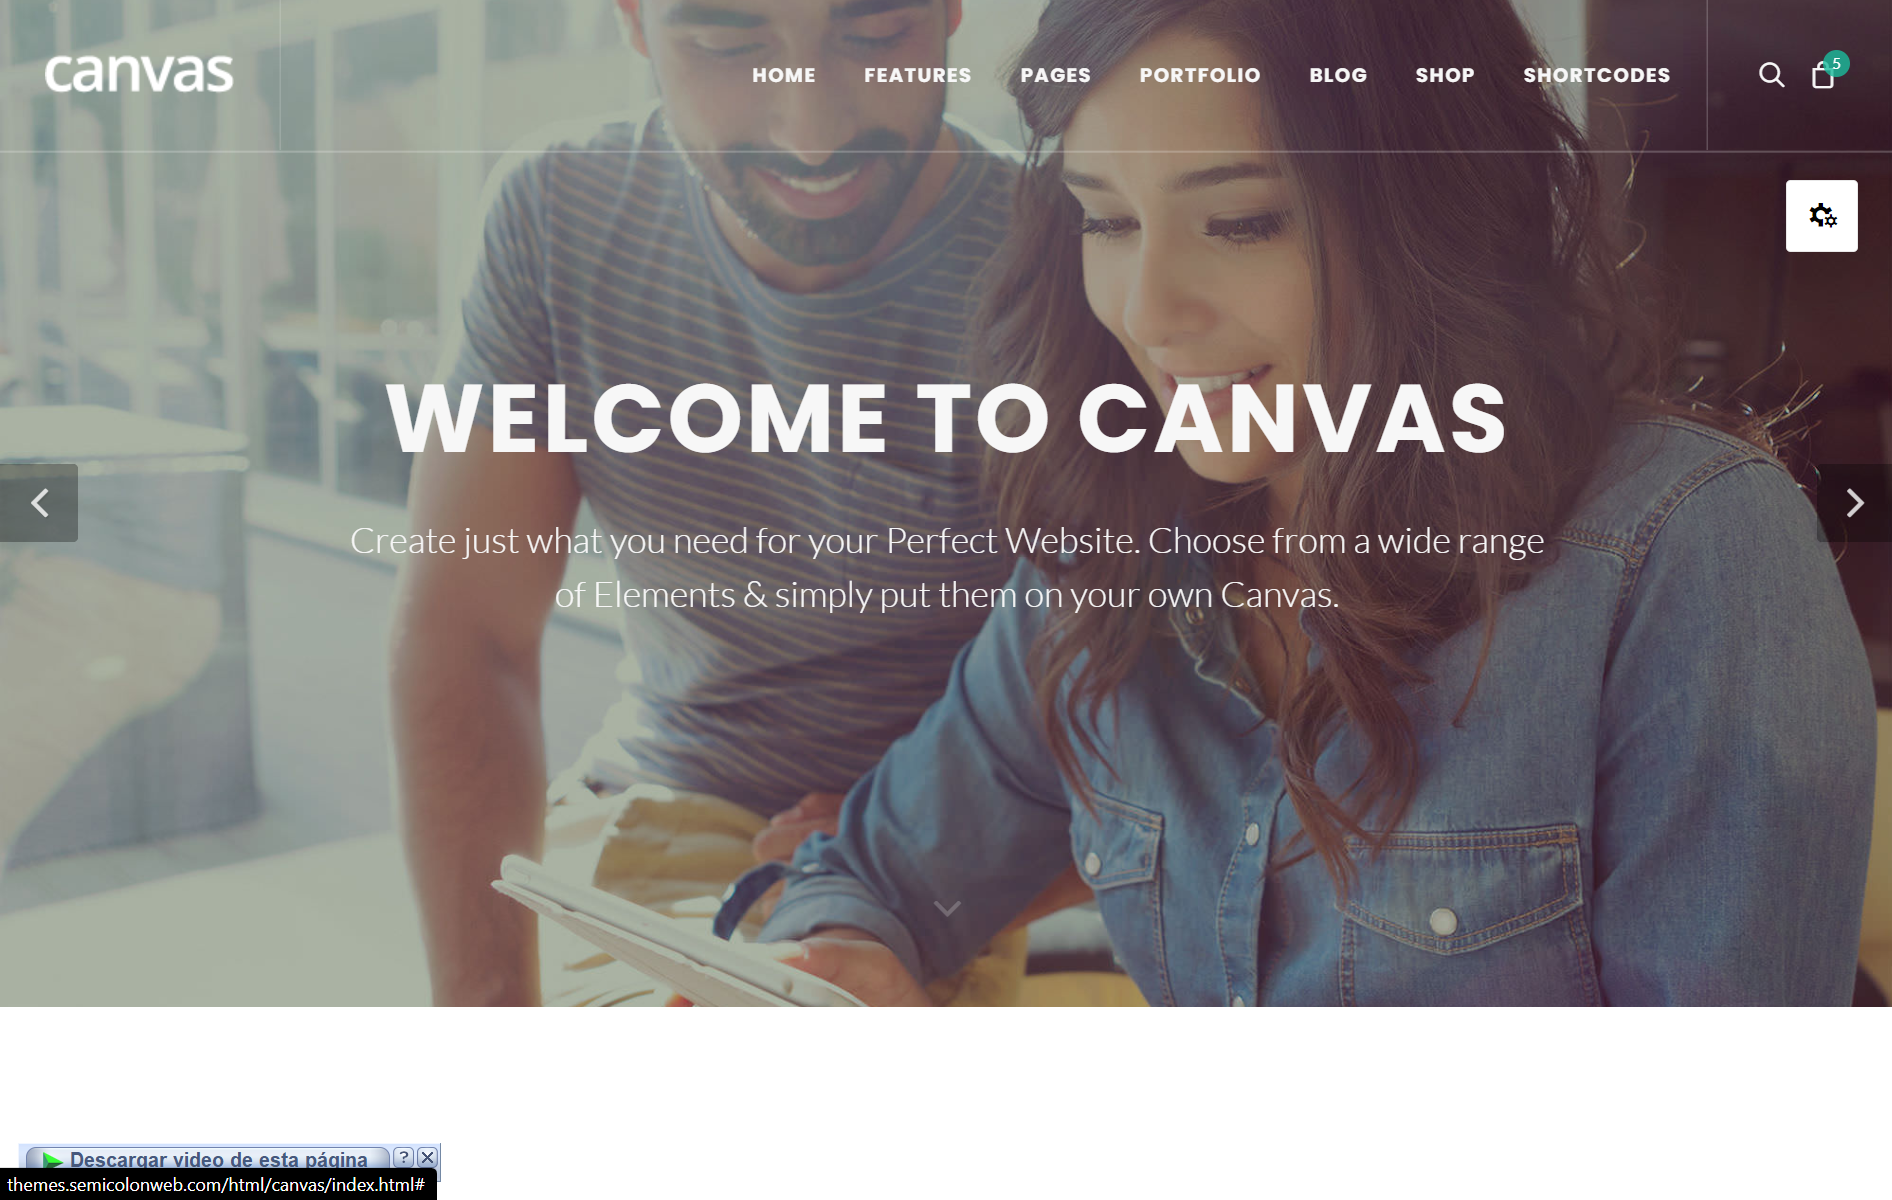 canvas
HOME FEATURES PAGES PORTFOLIO BLOG SHOP SHORTCODES
5
WELCOME TO CANVAS
Create just what you need for your Perfect Website. Choose from a wide range
of Elements & simply put them on your own Canvas.
Descargar video de esta página ?
themes.semicolonweb.com/html/canvas/index.html#